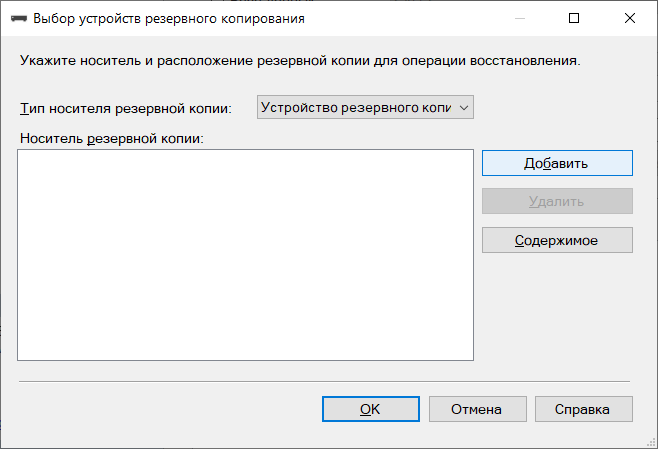 Выбор устройств резервного копирования
Укажите носитель и расположение резервной копии для операции восстановления.
Тип носителя резервной копии:
Устройство резервного копи
Носитель резервной копии:
Добавить
Удалить
Содержимое
OK
Отмена
Справка